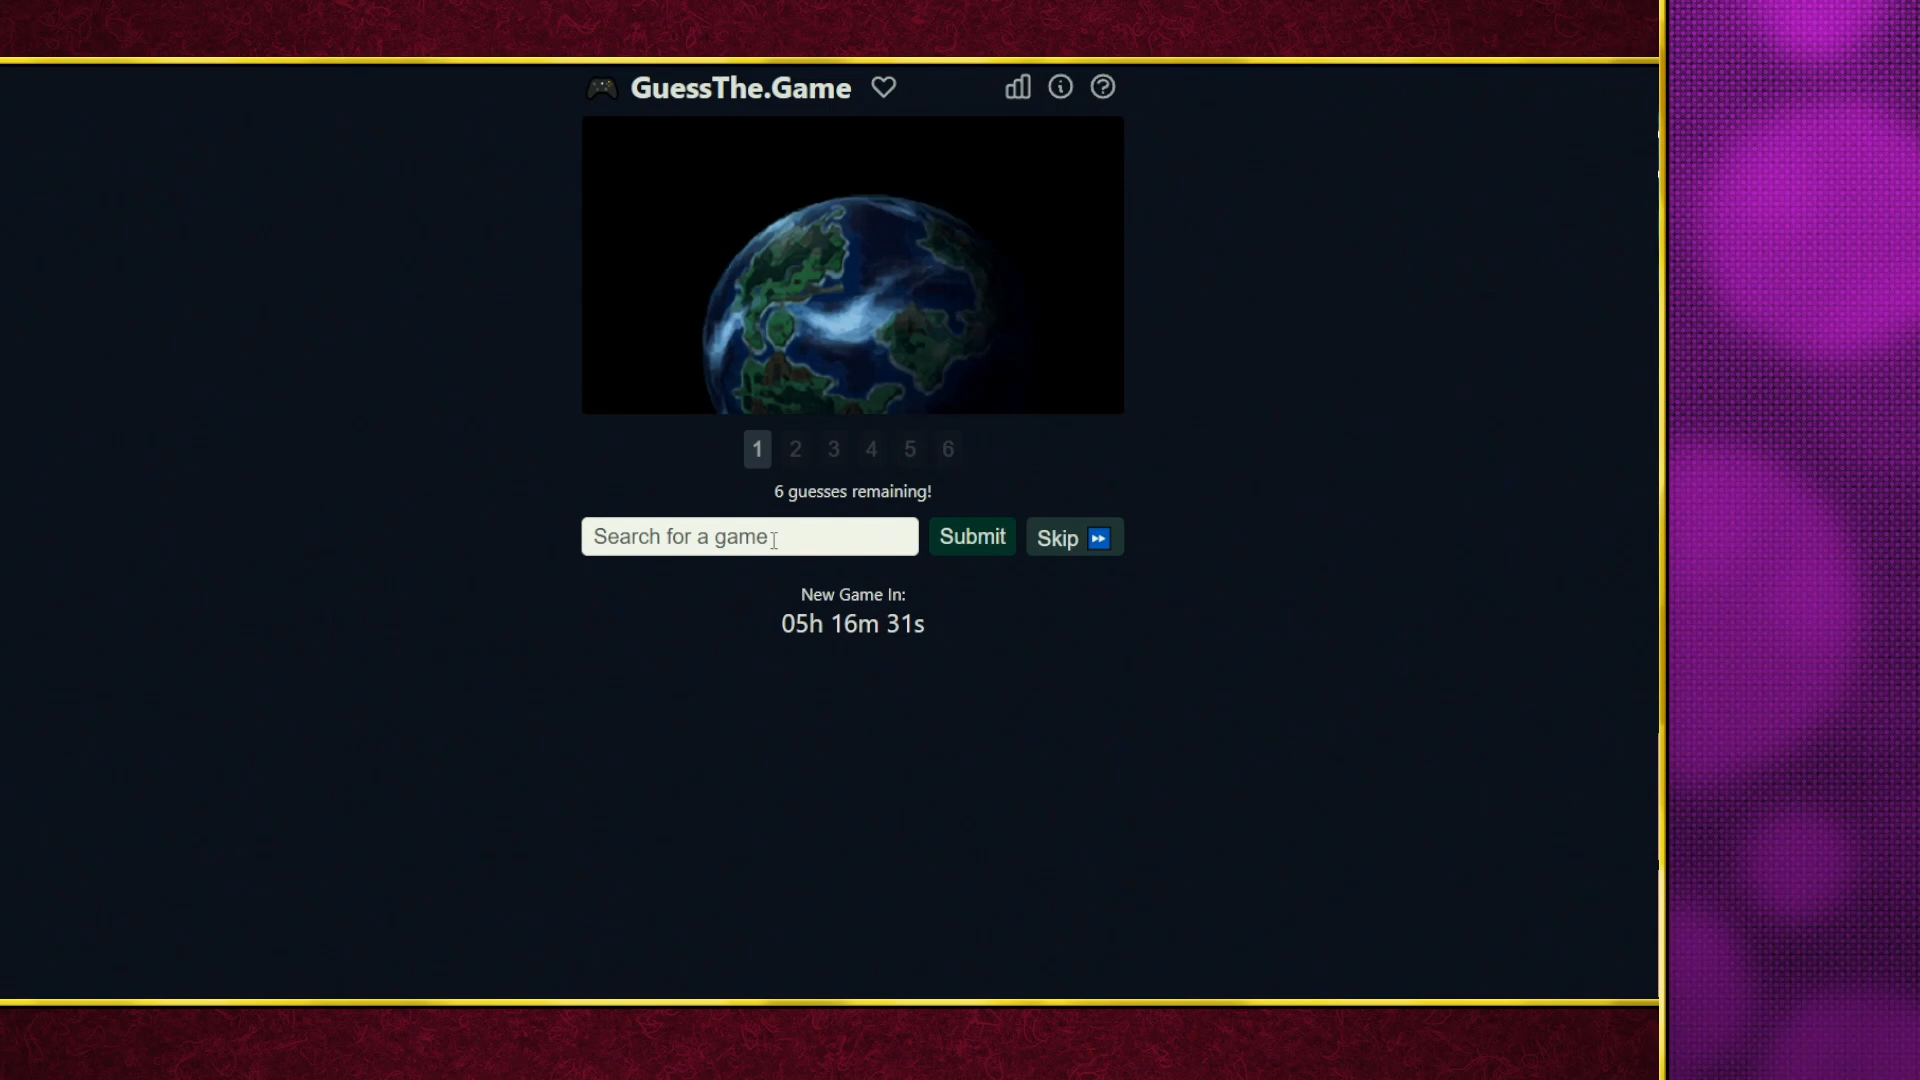 GuessThe.Game
1 2 3 4 5 6
6 guesses remaining!
Search for a game
Submit
Skip
New Game In:
05h 16m 31s